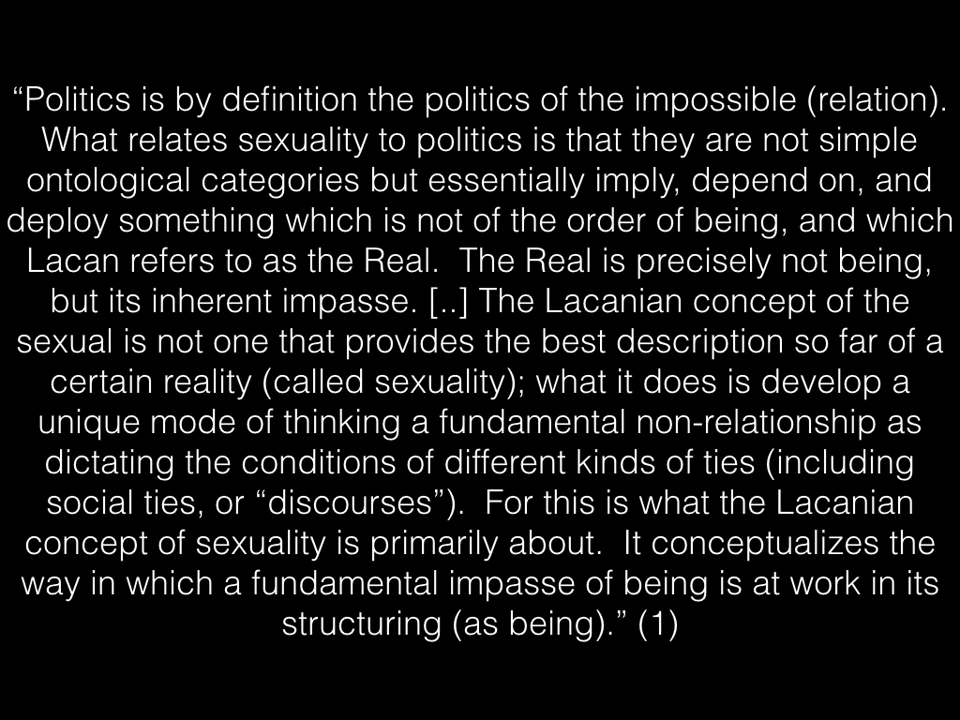 “Politics is by definition the politics of the impossible (relation).
What relates sexuality to politics is that they are not simple
ontological categories but essentially imply, depend on, and
deploy something which is not of the order of being, and which
Lacan refers to as the Real.  The Real is precisely not being,
but its inherent impasse. [..] The Lacanian concept of the
sexual is not one that provides the best description so far of a
certain reality (called sexuality); what it does is develop a
unique mode of thinking a fundamental non-relationship as
dictating the conditions of different kinds of ties (including
social ties, or “discourses”).  For this is what the Lacanian
concept of sexuality is primarily about.  It conceptualizes the
way in which a fundamental impasse of being is at work in its
structuring (as being).” (1)